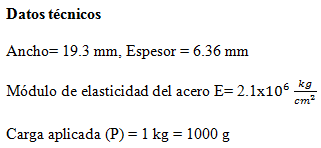 Datos técnicos
Ancho= 19.3 mm, Espesor = 6.36 mm
Módulo de elasticidad del acero E= 2.1x10⁶ kg/cm²
Carga aplicada (P) = 1 kg = 1000 g